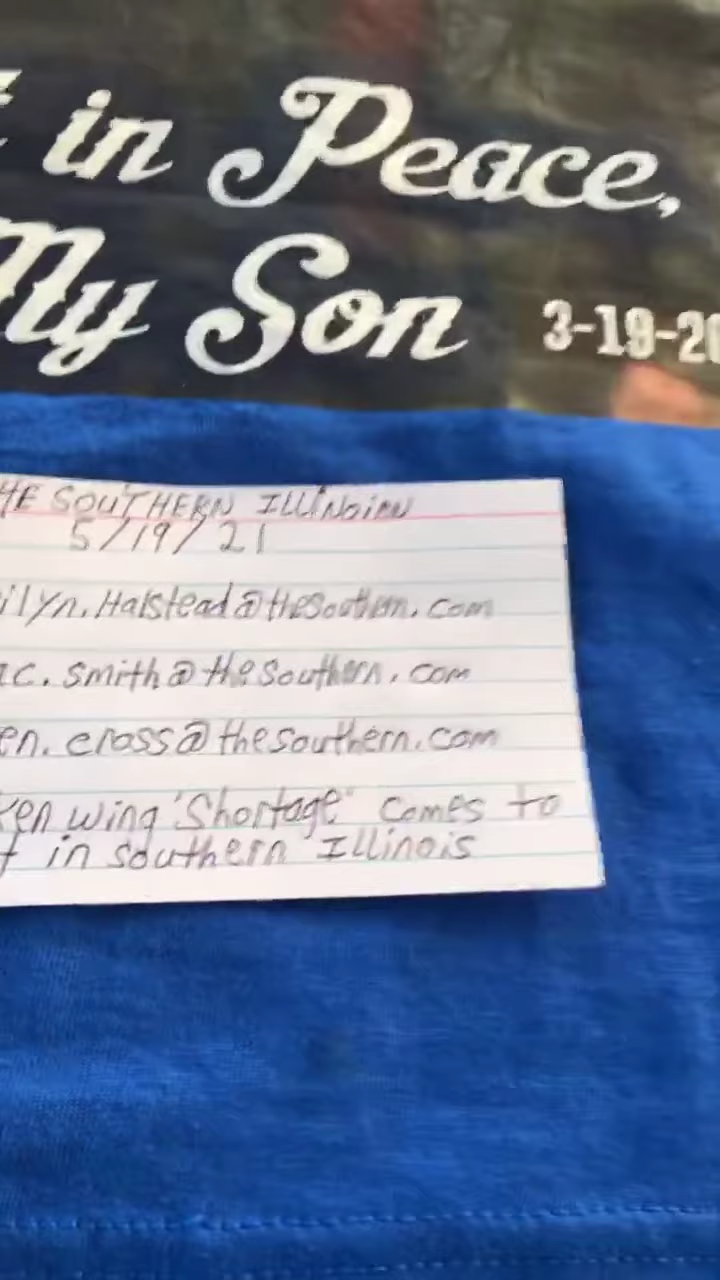 in Peace,
My Son 3-19-20
HE SOUTHERN ILLINOIAN
5/19/21
ilyn.Halstead@thesouthern.com
ac.smith@thesouthern.com
en.cross@thesouthern.com
ken wing 'Shortage' comes to
t in southern Illinois